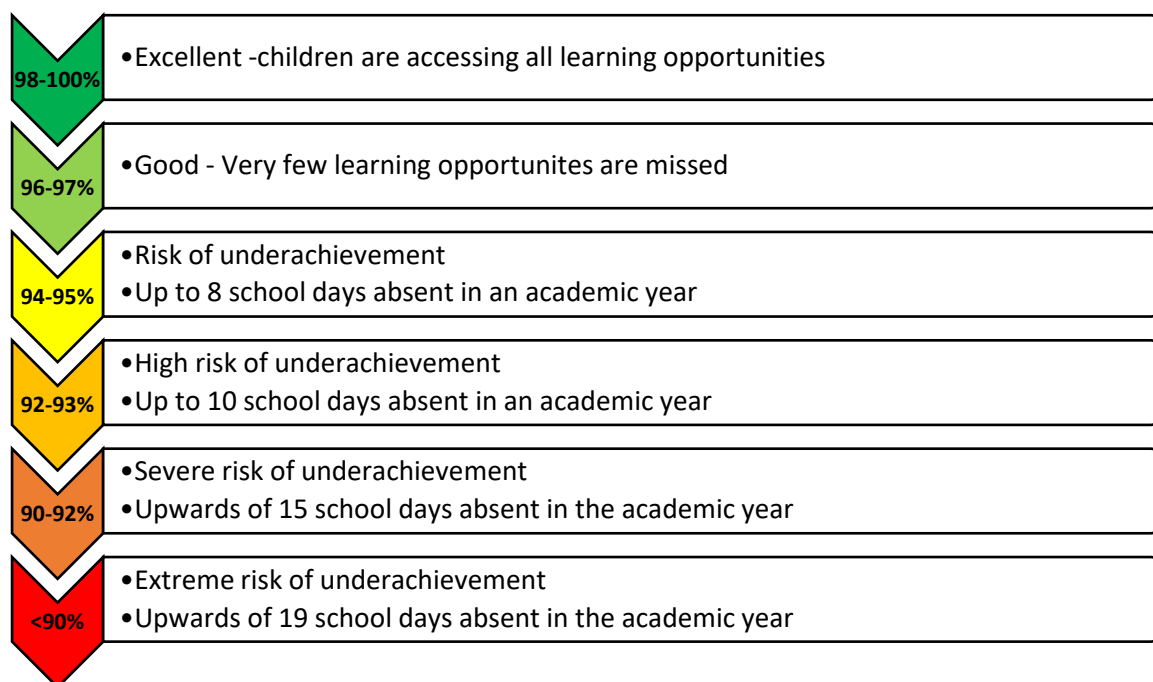 98-100%
•Excellent -children are accessing all learning opportunities
96-97%
•Good - Very few learning opportunites are missed
94-95%
•Risk of underachievement
•Up to 8 school days absent in an academic year
92-93%
•High risk of underachievement
•Up to 10 school days absent in an academic year
90-92%
•Severe risk of underachievement
•Upwards of 15 school days absent in the academic year
<90%
•Extreme risk of underachievement
•Upwards of 19 school days absent in the academic year